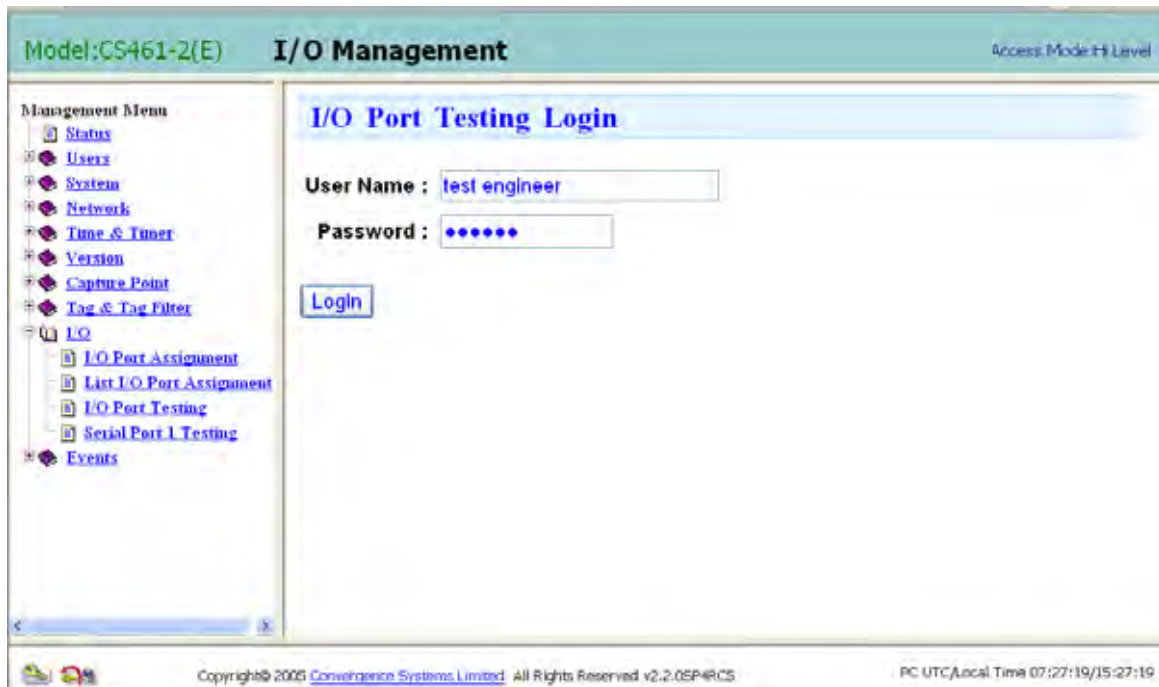 Model:CS461-2(E)
I/O Management
Access Mode:Hi Level
Management Menu
Status
Users
System
Network
Time & Timer
Version
Capture Point
Tag & Tag Filter
I/O
I/O Port Assignment
List I/O Port Assignment
I/O Port Testing
Serial Port 1 Testing
Events
I/O Port Testing Login
User Name :
test engineer
Password :
••••••
Login
Copyright© 2005 Convergence Systems Limited All Rights Reserved v2.2.0SP4RC5
PC UTC/Local Time 07:27:19/15:27:19